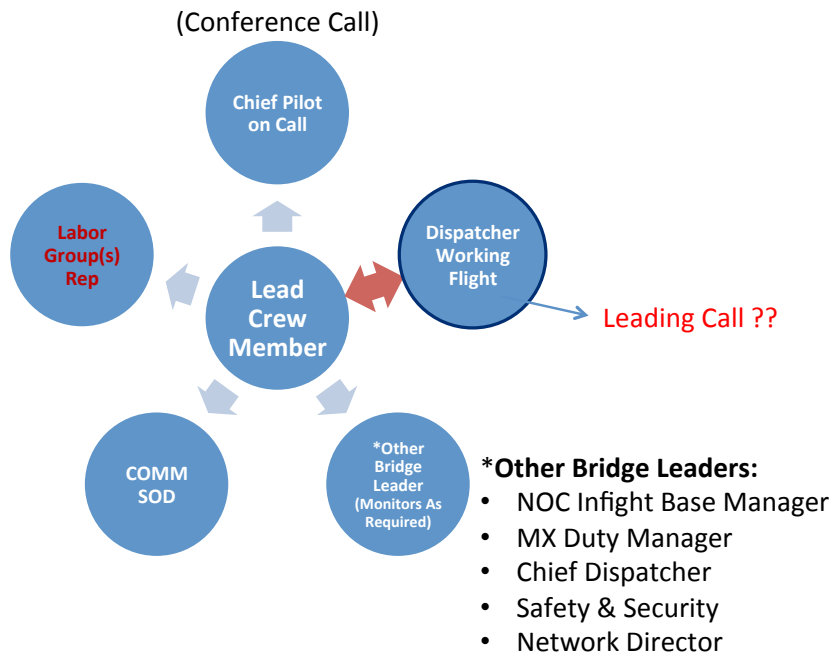 (Conference Call)
Chief Pilot
on Call
Labor
Group(s)
Rep
Dispatcher
Working
Flight
Lead
Crew
Member
Leading Call ??
COMM
SOD
*Other
Bridge
Leader
(Monitors As
Required)
*Other Bridge Leaders:
• NOC Infight Base Manager
• MX Duty Manager
• Chief Dispatcher
• Safety & Security
• Network Director